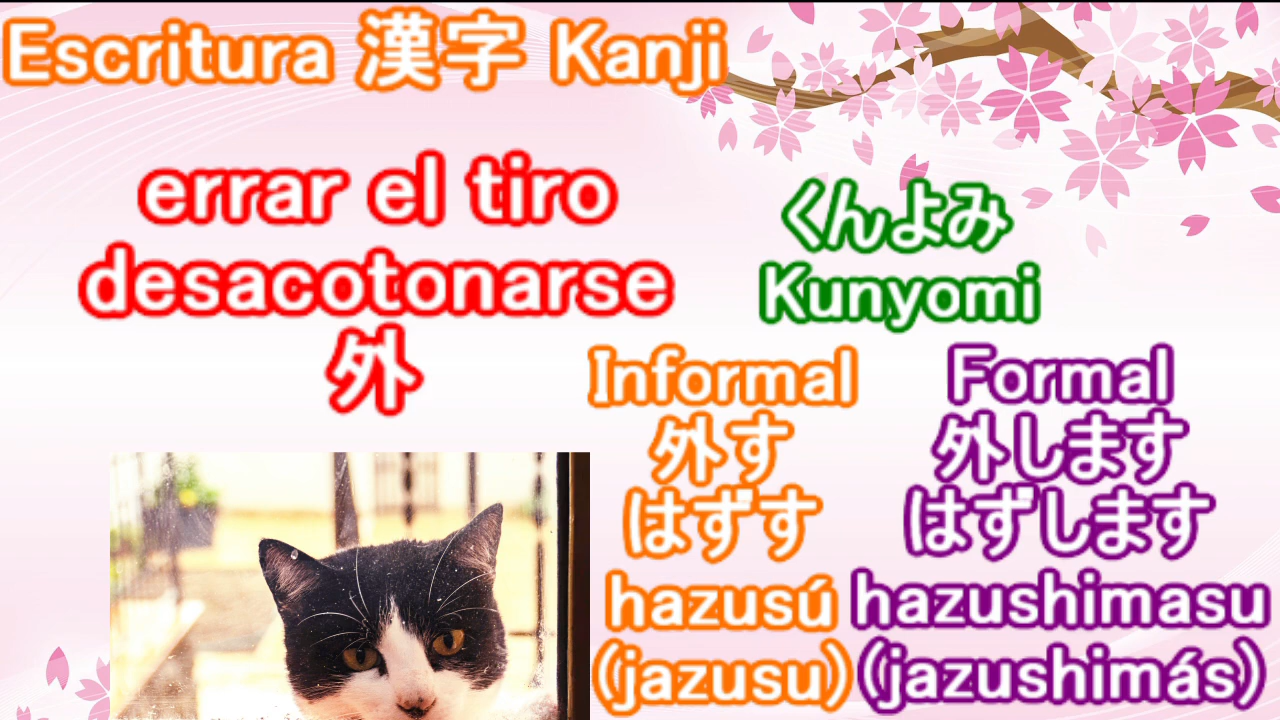 Escritura 漢字 Kanji
errar el tiro
desacotonarse
外
くんよみ
Kunyomi
Informal
外す
はずす
hazusú
(jazusu)
Formal
外します
はずします
hazushimasu
(jazushimás)